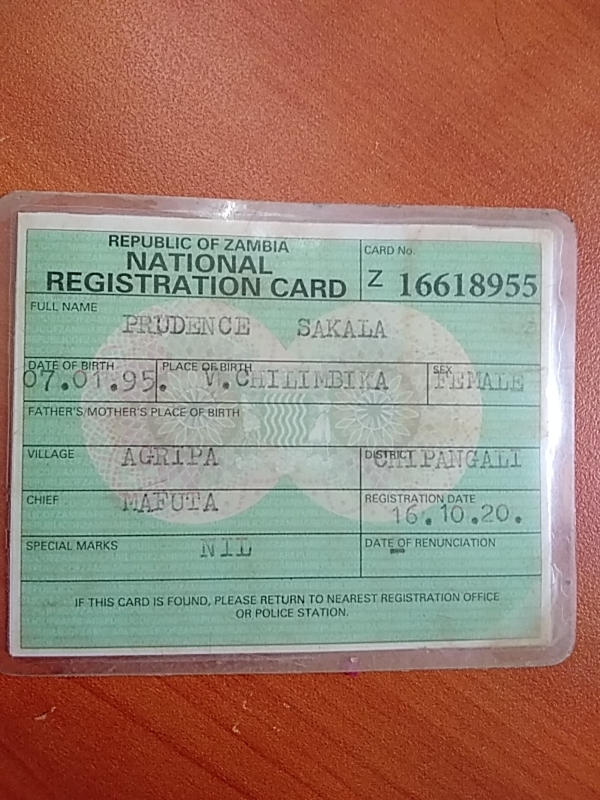 REPUBLIC OF ZAMBIA
NATIONAL
REGISTRATION CARD
CARD No.
Z 16618955
FULL NAME
PRUDENCE SAKALA
DATE OF BIRTH
07.01.95.
PLACE OF BIRTH
V.CHILIMBIKA
SEX
FEMALE
FATHER'S/MOTHER'S PLACE OF BIRTH
VILLAGE AGRIPA
DISTRICT CHIPANGALI
CHIEF MAFUTA
REGISTRATION DATE
16.10.20.
SPECIAL MARKS NIL
DATE OF RENUNCIATION
IF THIS CARD IS FOUND, PLEASE RETURN TO NEAREST REGISTRATION OFFICE
OR POLICE STATION.